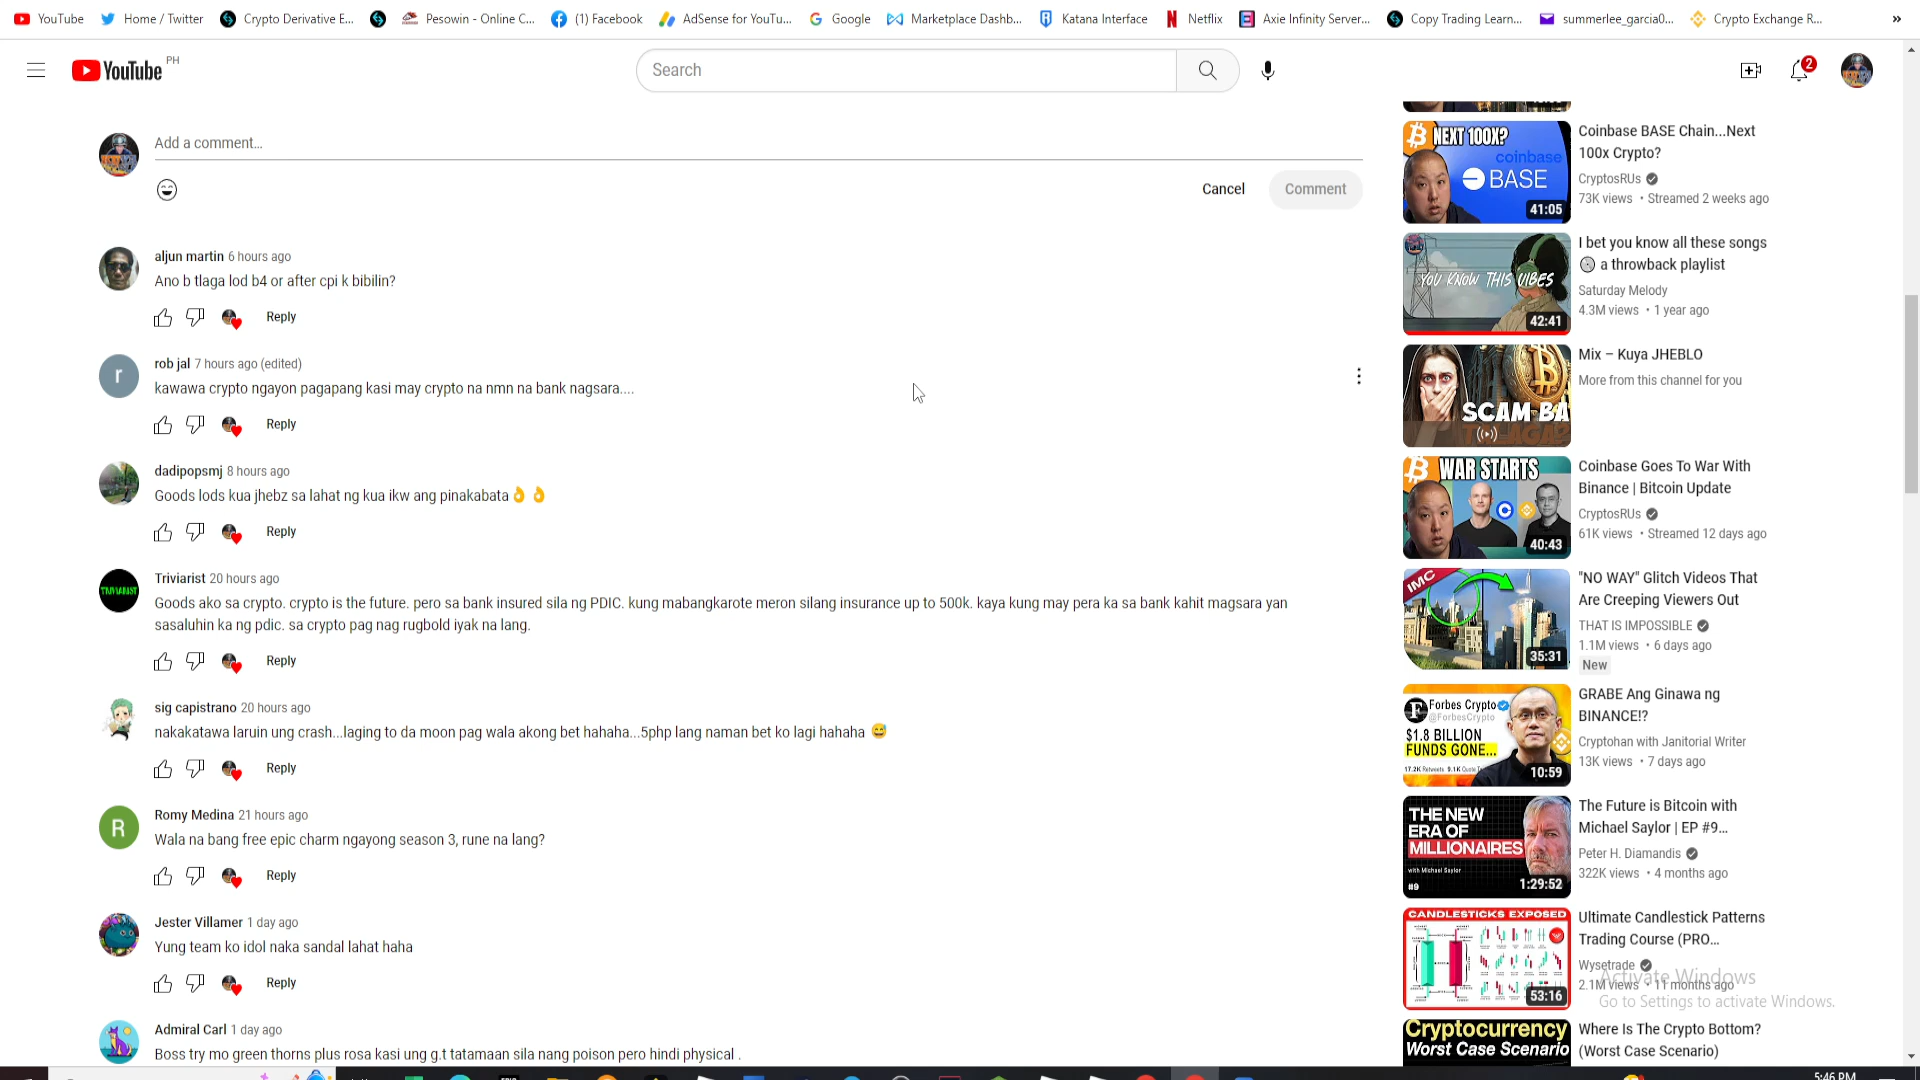 YouTube Home / Twitter Crypto Derivative E... Pesowin - Online C... (1) Facebook AdSense for YouTu... Google Marketplace Dashb... Katana Interface Netflix Axie Infinity Server... Copy Trading Learn... summerlee_garcia0... Crypto Exchange R... »
YouTube PH
Search
2
Add a comment...
Cancel Comment
aljun martin 6 hours ago
Ano b tlaga lod b4 or after cpi k bibilin?
Reply
r
rob jal 7 hours ago (edited)
kawawa crypto ngayon pagapang kasi may crypto na nmn na bank nagsara....
Reply
dadipopsmj 8 hours ago
Goods lods kua jhebz sa lahat ng kua ikw ang pinakabata👌 👌
Reply
TRIVIARIST
Triviarist 20 hours ago
Goods ako sa crypto. crypto is the future. pero sa bank insured sila ng PDIC. kung mabangkarote meron silang insurance up to 500k. kaya kung may pera ka sa bank kahit magsara yan
sasaluhin ka ng pdic. sa crypto pag nag rugbold iyak na lang.
Reply
sig capistrano 20 hours ago
nakakatawa laruin ung crash...laging to da moon pag wala akong bet hahaha...5php lang naman bet ko lagi hahaha 😅
Reply
R
Romy Medina 21 hours ago
Wala na bang free epic charm ngayong season 3, rune na lang?
Reply
Jester Villamer 1 day ago
Yung team ko idol naka sandal lahat haha
Reply
Admiral Carl 1 day ago
Boss try mo green thorns plus rosa kasi ung g.t tatamaan sila nang poison pero hindi physical .
NEXT 100X?
coinbase
BASE
41:05
Coinbase BASE Chain...Next
100x Crypto?
CryptosRUs
73K views • Streamed 2 weeks ago
YOU KNOW THIS VIBES
42:41
I bet you know all these songs
a throwback playlist
Saturday Melody
4.3M views • 1 year ago
SCAM BA
TALAGA?
Mix – Kuya JHEBLO
More from this channel for you
WAR STARTS
40:43
Coinbase Goes To War With
Binance | Bitcoin Update
CryptosRUs
61K views • Streamed 12 days ago
IMC
35:31
"NO WAY" Glitch Videos That
Are Creeping Viewers Out
THAT IS IMPOSSIBLE
1.1M views • 6 days ago
New
Forbes Crypto
@ForbesCrypto
$1.8 BILLION
FUNDS GONE...
17.2K Retweets 9.1K Quote
10:59
GRABE Ang Ginawa ng
BINANCE!?
Cryptohan with Janitorial Writer
13K views • 7 days ago
THE NEW
ERA OF
MILLIONAIRES
with Michael Saylor
#9
1:29:52
The Future is Bitcoin with
Michael Saylor | EP #9...
Peter H. Diamandis
322K views • 4 months ago
CANDLESTICKS EXPOSED
53:16
Ultimate Candlestick Patterns
Trading Course (PRO...
Wysetrade
2.1M views • 11 months ago
Activate Windows
Go to Settings to activate Windows.
Cryptocurrency
Worst Case Scenario
Where Is The Crypto Bottom?
(Worst Case Scenario)
5:46 PM